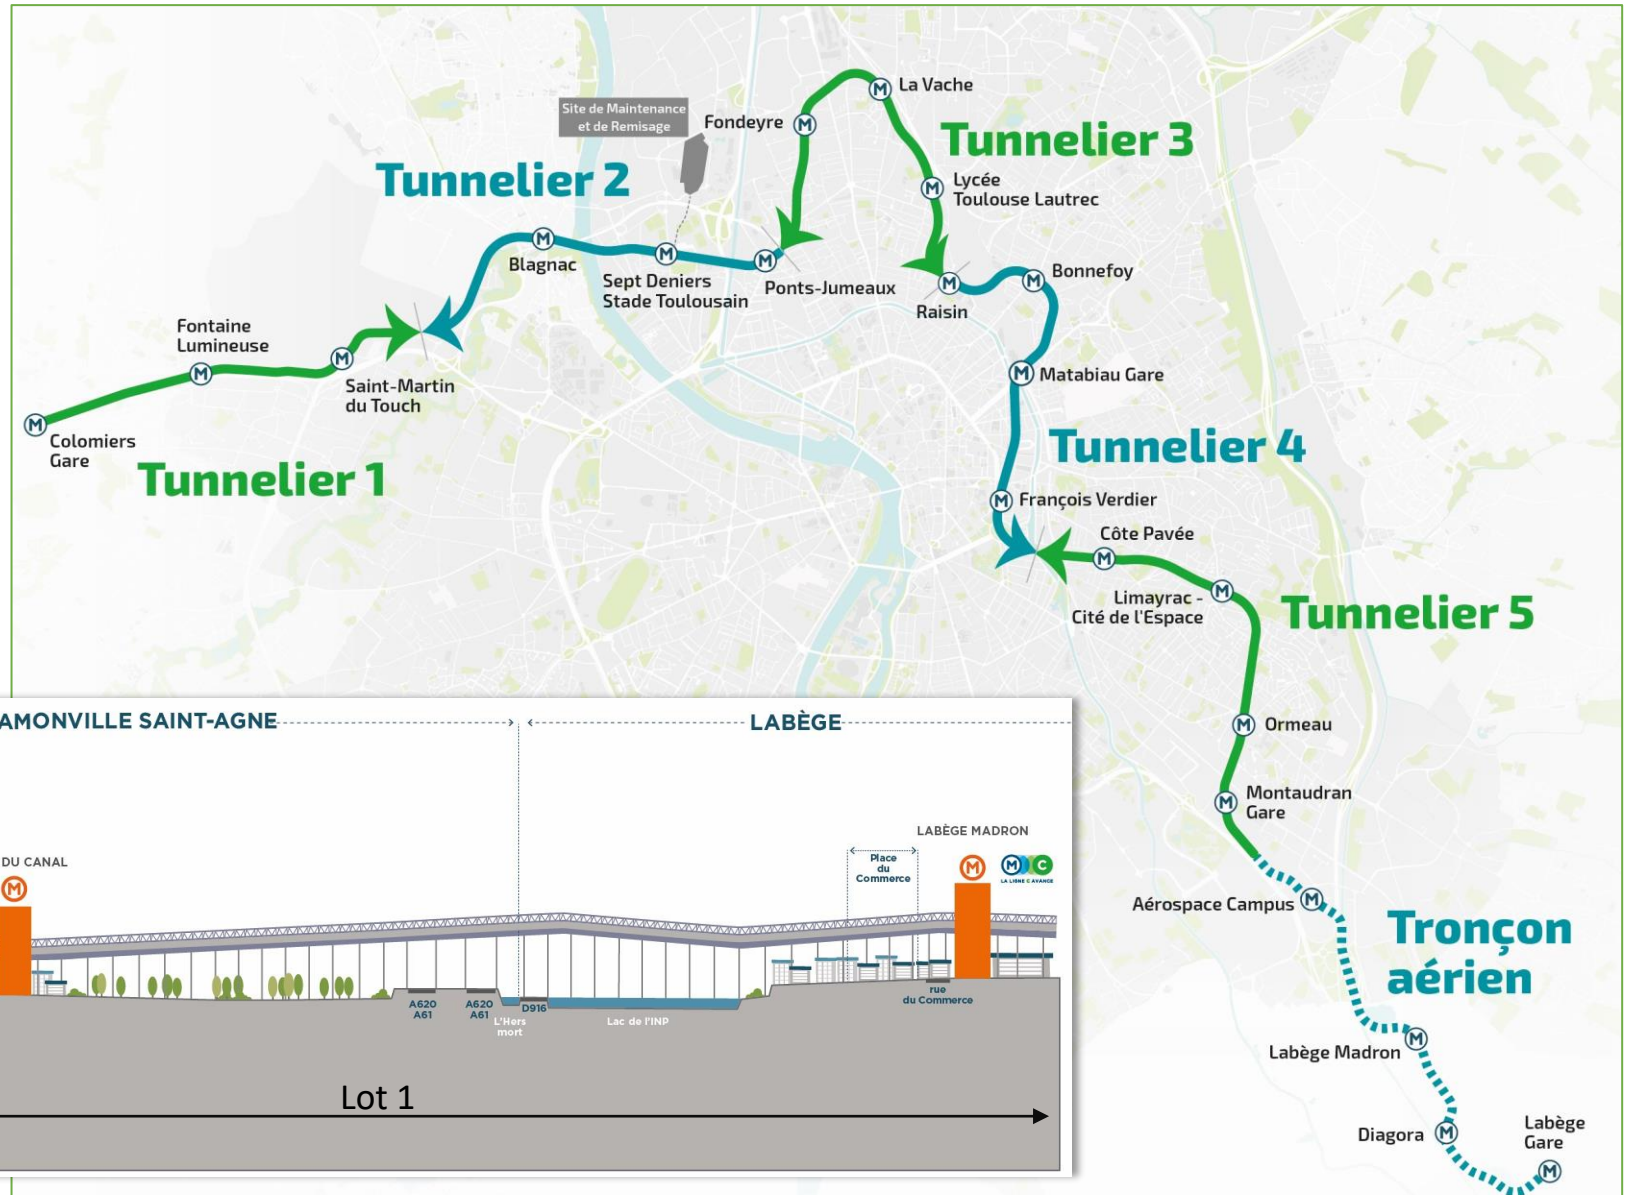 La Vache
Site de Maintenance
et de Remisage
Fondeyre
Tunnelier 3
Tunnelier 2
Lycée
Toulouse Lautrec
Blagnac
Sept Deniers
Stade Toulousain
Ponts-Jumeaux
Bonnefoy
Raisin
Fontaine
Lumineuse
Saint-Martin
du Touch
Matabiau Gare
Colomiers
Gare
Tunnelier 1
Tunnelier 4
François Verdier
Côte Pavée
Limayrac -
Cité de l'Espace
Tunnelier 5
Ormeau
Montaudran
Gare
Aérospace Campus
Tronçon
aérien
Labège Madron
Diagora
Labège
Gare
AMONVILLE SAINT-AGNE
LABÈGE
DU CANAL
M
LABÈGE MADRON
Place
du
Commerce
M
M C
LA LIGNE C AVANCE
A620
A61
A620
A61
L'Hers
mort
D916
Lac de l'INP
rue
du Commerce
Lot 1